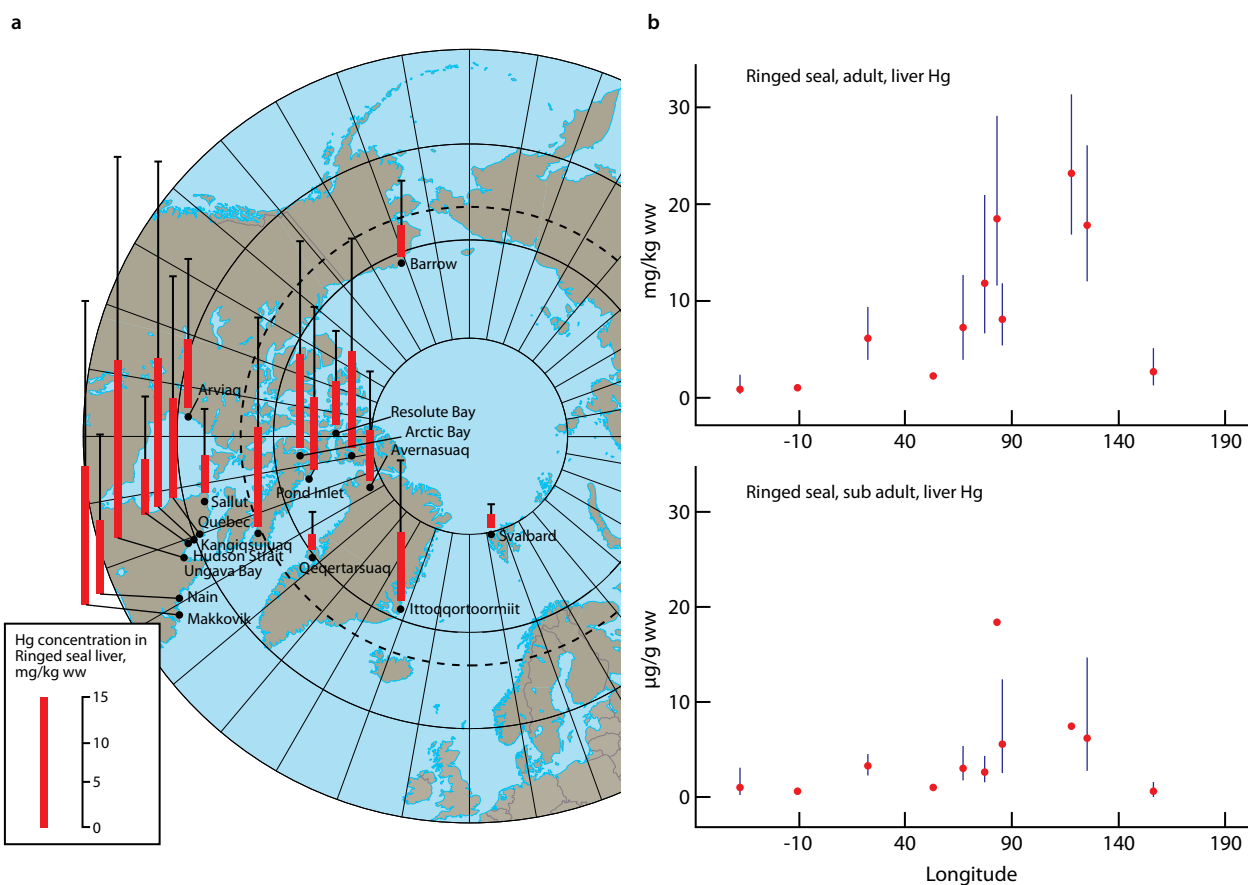 a
Barrow
Arviaq
Resolute Bay
Arctic Bay
Avernasuaq
Pond Inlet
Sallut
Quebec
Kangiqsujuaq
Hudson Strait
Ungava Bay
Qeqertarsuaq
Svalbard
Nain
Ittoqqortoormiit
Makkovik
Hg concentration in
Ringed seal liver,
mg/kg ww
15
10
5
0
b
Ringed seal, adult, liver Hg
mg/kg ww
30
20
10
0
-10
40
90
140
190
Ringed seal, sub adult, liver Hg
µg/g ww
30
20
10
0
-10
40
90
140
190
Longitude